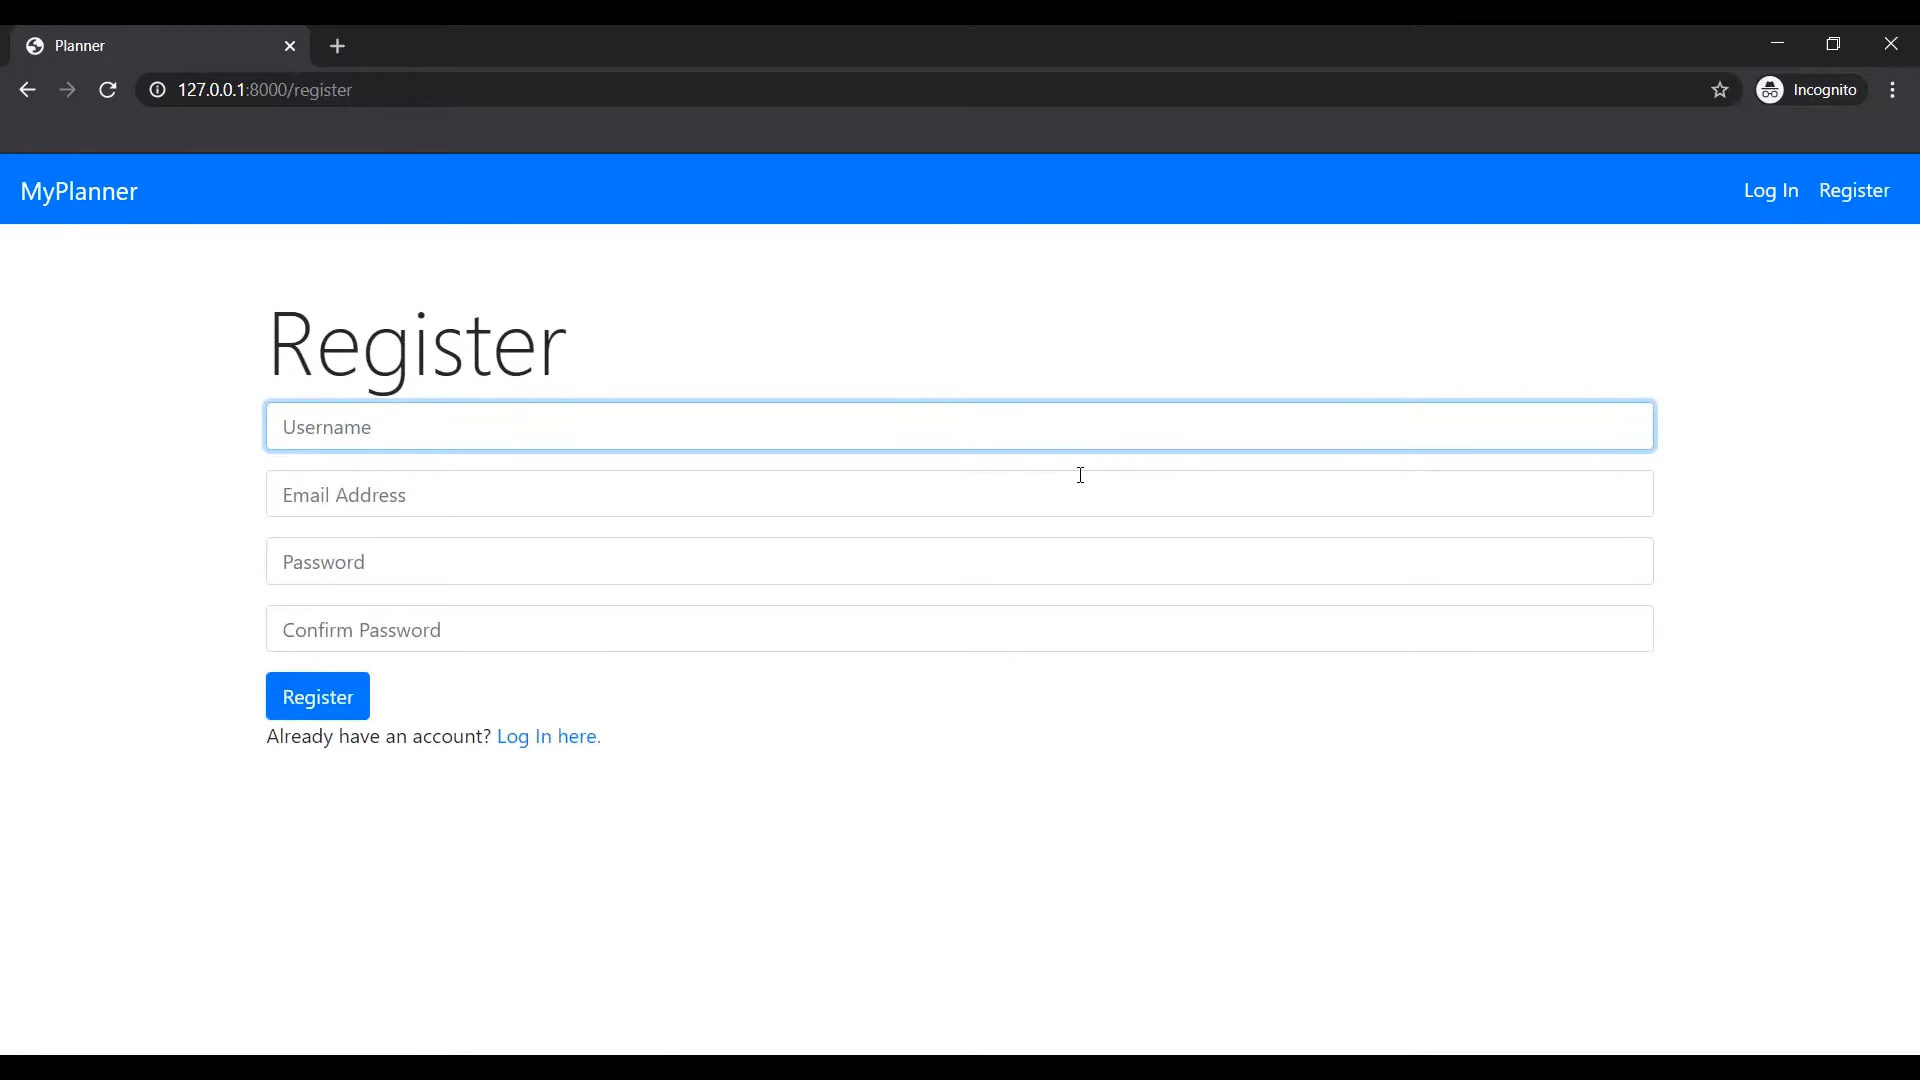 Planner
127.0.0.1:8000/register
Incognito
MyPlanner
Log In
Register
Register
Username
Email Address
Password
Confirm Password
Register
Already have an account? Log In here.